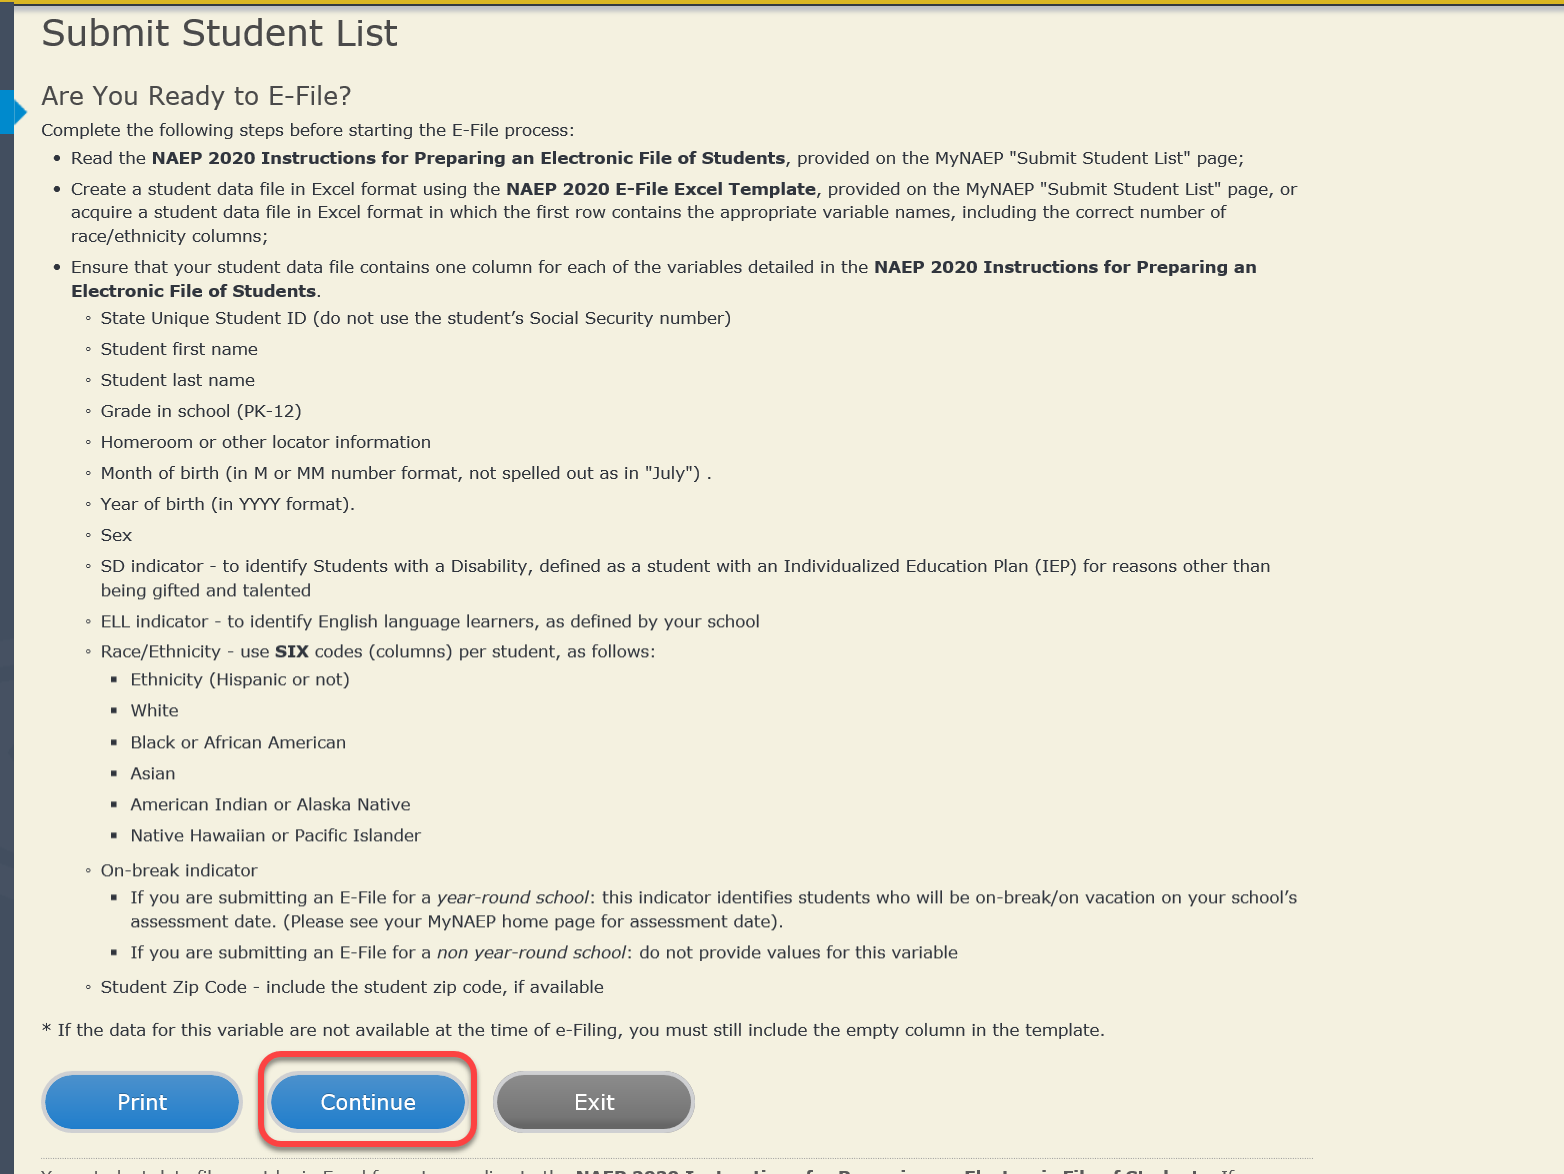 Submit Student List
Are You Ready to E-File?
Complete the following steps before starting the E-File process:
• Read the NAEP 2020 Instructions for Preparing an Electronic File of Students, provided on the MyNAEP "Submit Student List" page;
• Create a student data file in Excel format using the NAEP 2020 E-File Excel Template, provided on the MyNAEP "Submit Student List" page, or
acquire a student data file in Excel format in which the first row contains the appropriate variable names, including the correct number of
race/ethnicity columns;
• Ensure that your student data file contains one column for each of the variables detailed in the NAEP 2020 Instructions for Preparing an
Electronic File of Students.
◦ State Unique Student ID (do not use the student’s Social Security number)
◦ Student first name
◦ Student last name
◦ Grade in school (PK-12)
◦ Homeroom or other locator information
◦ Month of birth (in M or MM number format, not spelled out as in "July") .
◦ Year of birth (in YYYY format).
◦ Sex
◦ SD indicator - to identify Students with a Disability, defined as a student with an Individualized Education Plan (IEP) for reasons other than
being gifted and talented
◦ ELL indicator - to identify English language learners, as defined by your school
◦ Race/Ethnicity - use SIX codes (columns) per student, as follows:
▪ Ethnicity (Hispanic or not)
▪ White
▪ Black or African American
▪ Asian
▪ American Indian or Alaska Native
▪ Native Hawaiian or Pacific Islander
◦ On-break indicator
▪ If you are submitting an E-File for a year-round school: this indicator identifies students who will be on-break/on vacation on your school’s
assessment date. (Please see your MyNAEP home page for assessment date).
▪ If you are submitting an E-File for a non year-round school: do not provide values for this variable
◦ Student Zip Code - include the student zip code, if available
* If the data for this variable are not available at the time of e-Filing, you must still include the empty column in the template.
Print Continue Exit